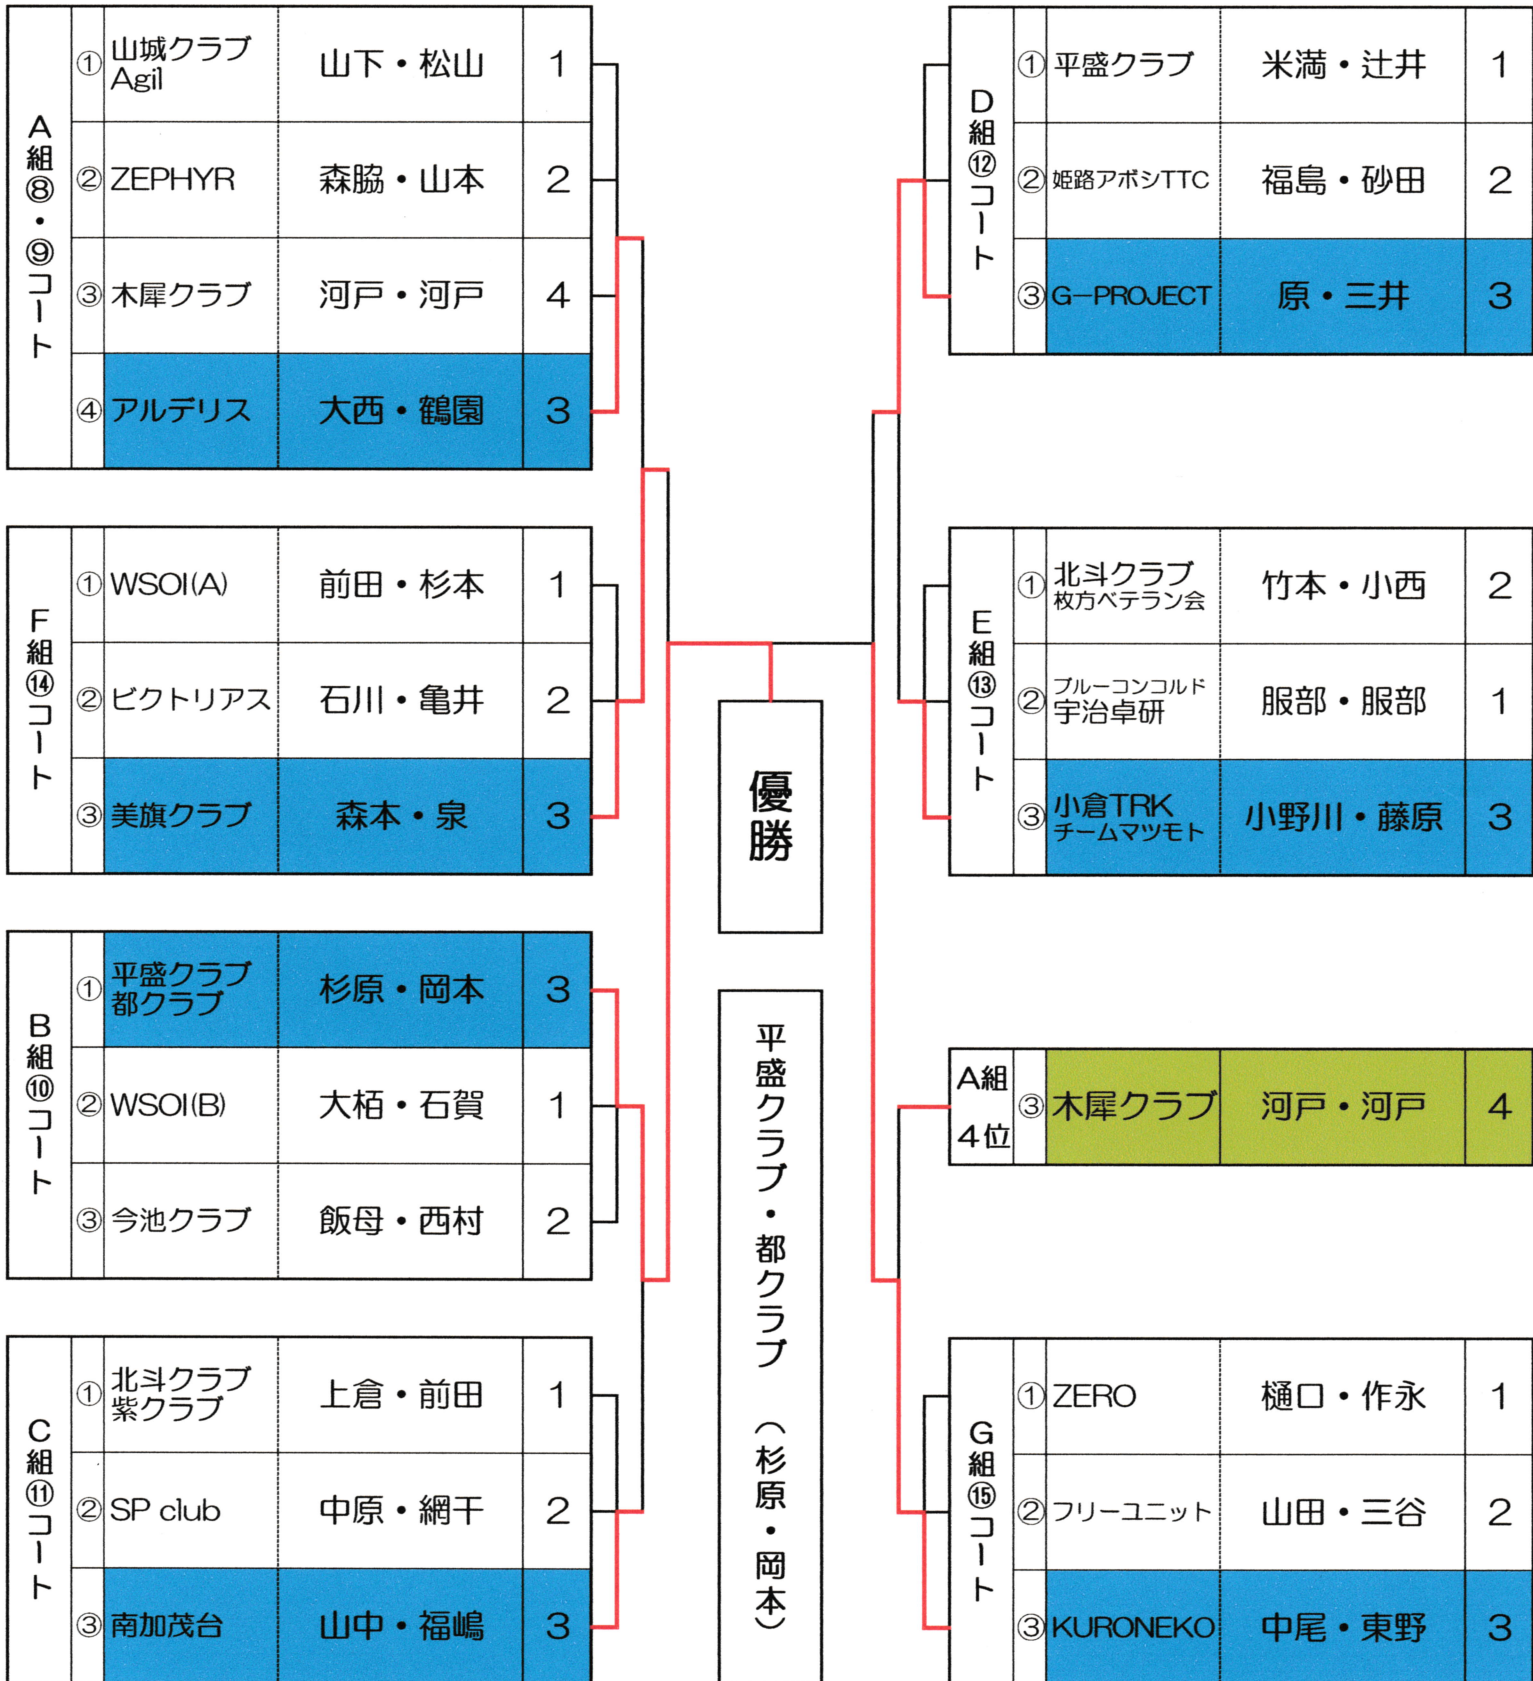 A組⑧・⑨コート
① 山城クラブ Agil 山下・松山 1
② ZEPHYR 森脇・山本 2
③ 木犀クラブ 河戸・河戸 4
④ アルデリス 大西・鶴園 3
F組⑭コート
① WSOI(A) 前田・杉本 1
② ビクトリアス 石川・亀井 2
③ 美旗クラブ 森本・泉 3
B組⑩コート
① 平盛クラブ 都クラブ 杉原・岡本 3
② WSOI(B) 大栢・石賀 1
③ 今池クラブ 飯母・西村 2
C組⑪コート
① 北斗クラブ 紫クラブ 上倉・前田 1
② SP club 中原・網干 2
③ 南加茂台 山中・福嶋 3
優勝
平盛クラブ・都クラブ (杉原・岡本)
D組⑫コート
① 平盛クラブ 米満・辻井 1
② 姫路アボシTTC 福島・砂田 2
③ G-PROJECT 原・三井 3
E組⑬コート
① 北斗クラブ 枚方ベテラン会 竹本・小西 2
② ブルーコンコルド 宇治卓研 服部・服部 1
③ 小倉TRK チームマツモト 小野川・藤原 3
A組 4位
③ 木犀クラブ 河戸・河戸 4
G組⑮コート
① ZERO 樋口・作永 1
② フリーユニット 山田・三谷 2
③ KURONEKO 中尾・東野 3